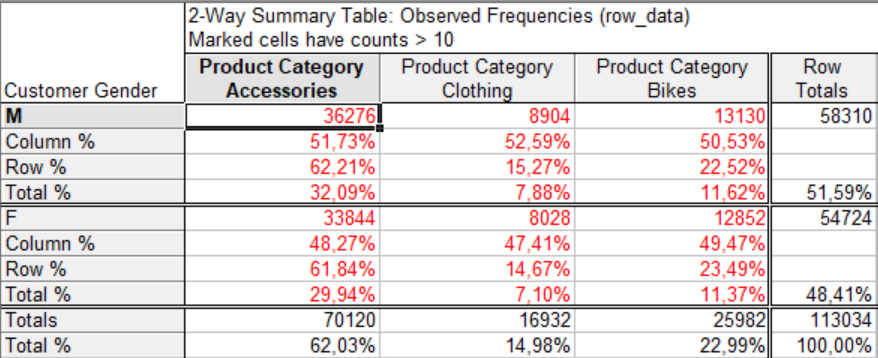 2-Way Summary Table: Observed Frequencies (row_data)
Marked cells have counts > 10
Customer Gender Product Category Accessories Product Category Clothing Product Category Bikes Row Totals
M 36276 8904 13130 58310
Column % 51,73% 52,59% 50,53%
Row % 62,21% 15,27% 22,52%
Total % 32,09% 7,88% 11,62% 51,59%
F 33844 8028 12852 54724
Column % 48,27% 47,41% 49,47%
Row % 61,84% 14,67% 23,49%
Total % 29,94% 7,10% 11,37% 48,41%
Totals 70120 16932 25982 113034
Total % 62,03% 14,98% 22,99% 100,00%